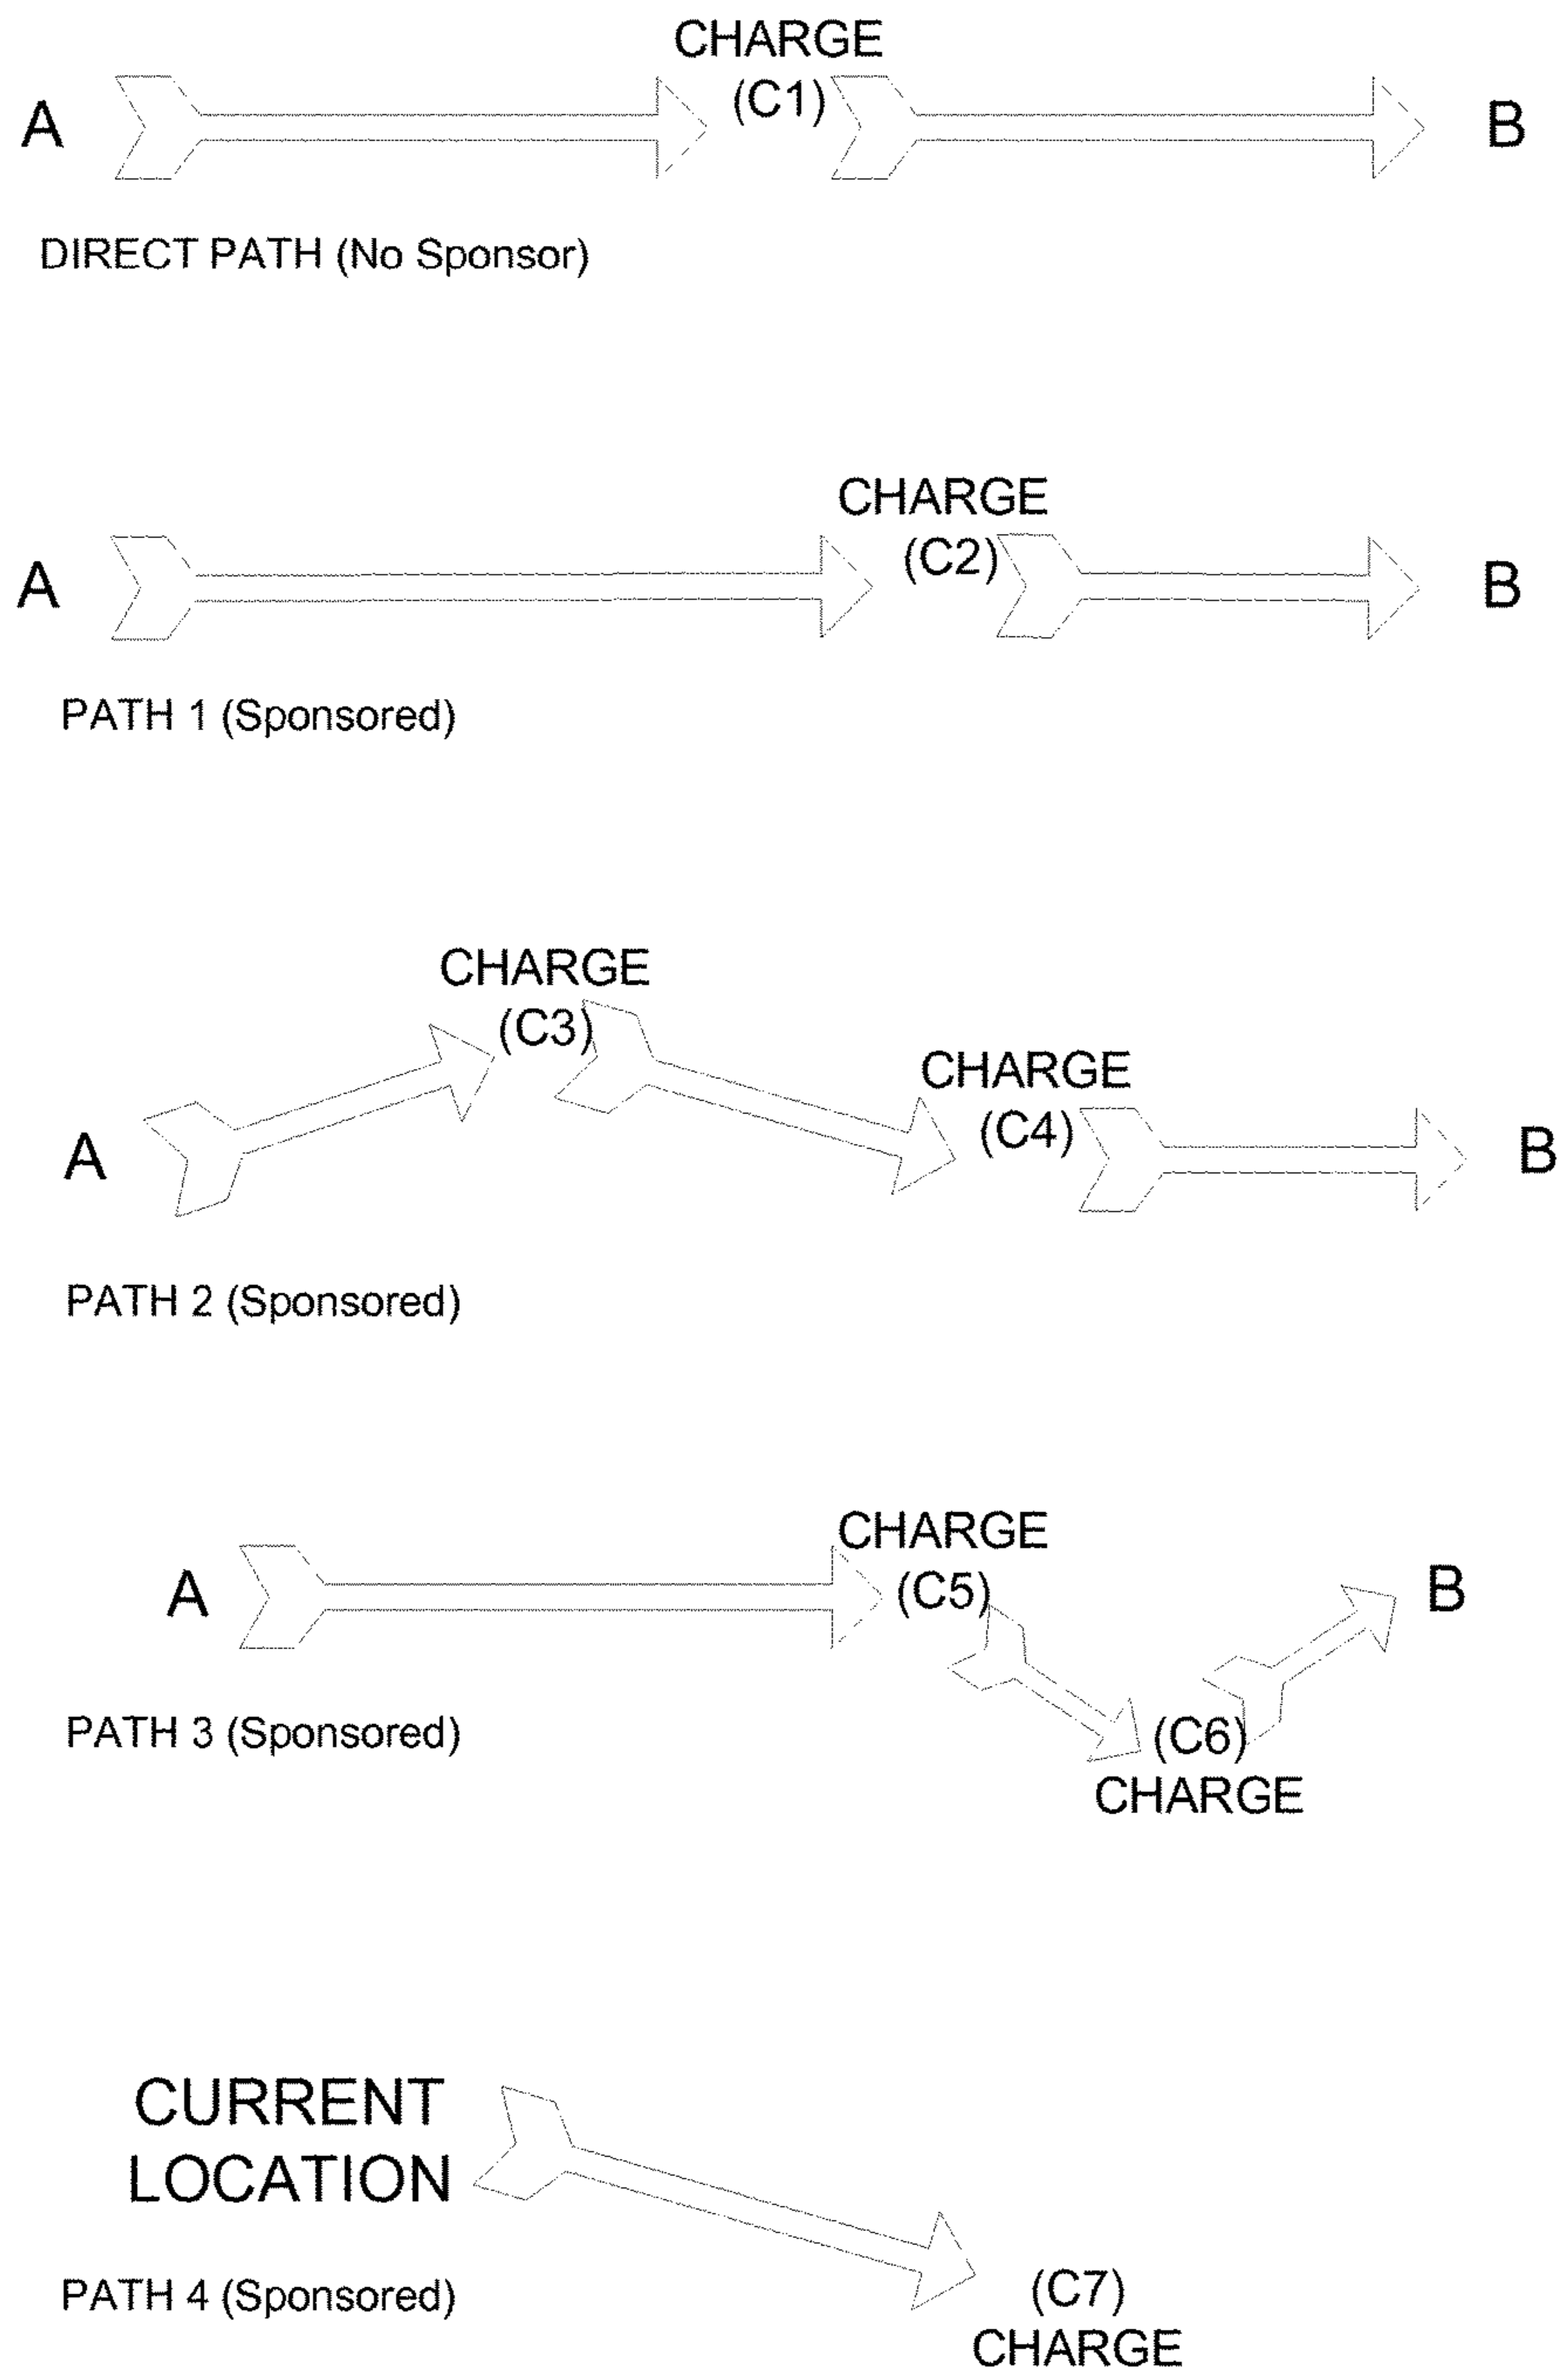 CHARGE
(C1)
A
B
DIRECT PATH (No Sponsor)
CHARGE
(C2)
A
B
PATH 1 (Sponsored)
CHARGE
(C3)
CHARGE
(C4)
A
B
PATH 2 (Sponsored)
CHARGE
(C5)
A
B
PATH 3 (Sponsored)
(C6)
CHARGE
CURRENT
LOCATION
PATH 4 (Sponsored)
(C7)
CHARGE